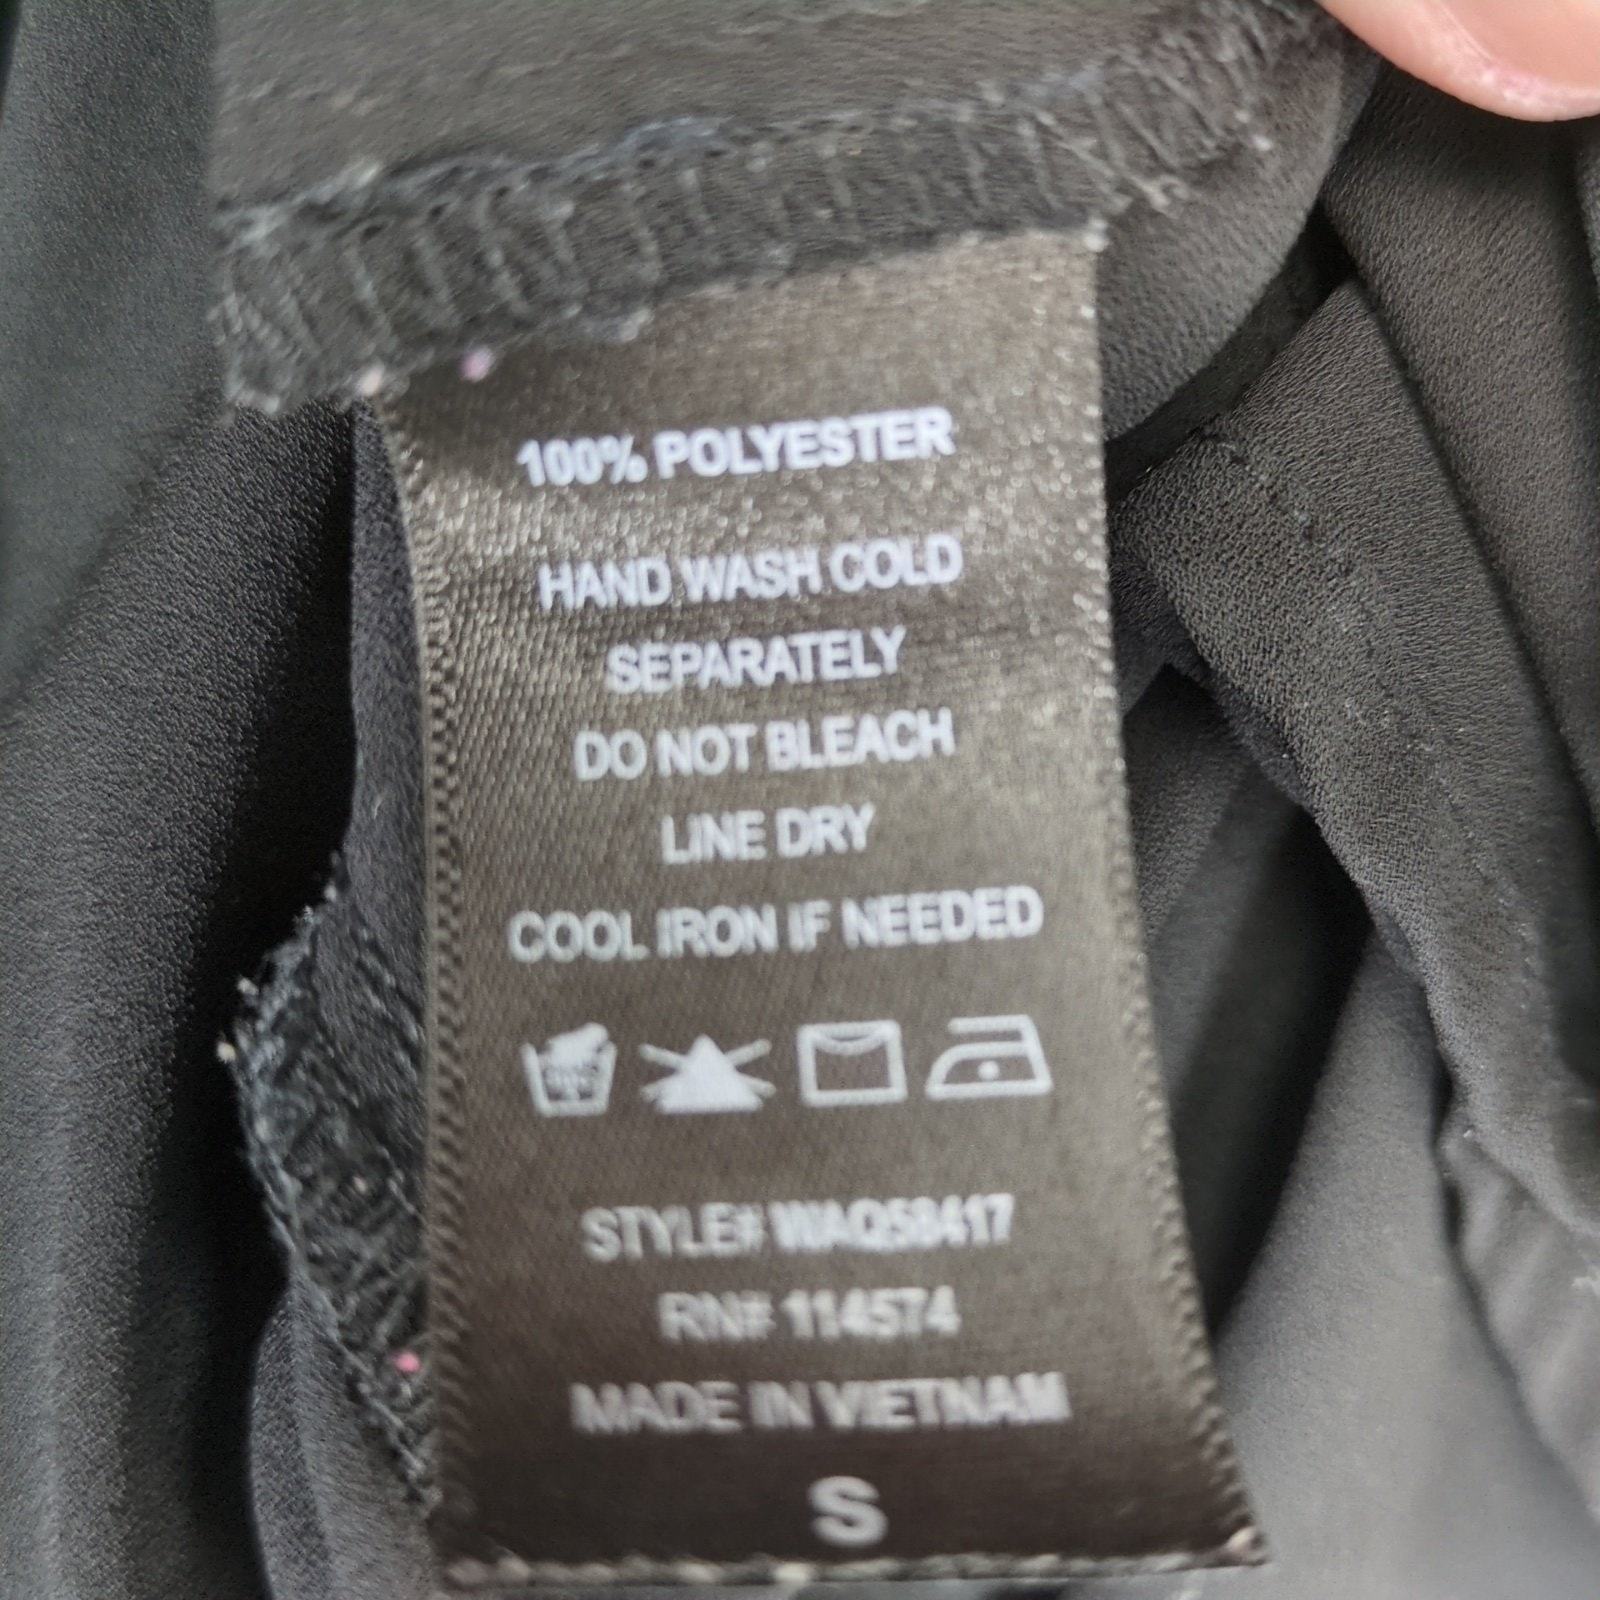 100% POLYESTER
HAND WASH COLD
SEPARATELY
DO NOT BLEACH
LINE DRY
COOL IRON IF NEEDED
STYLE# WAQ58417
RN# 114574
MADE IN VIETNAM
S